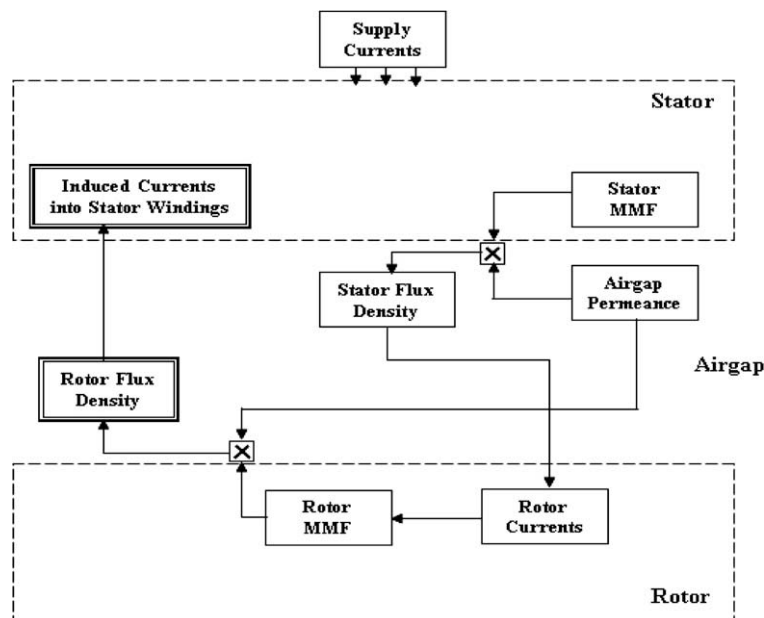 Supply
Currents
Stator
Induced Currents
into Stator Windings
Stator
MMF
Stator Flux
Density
Airgap
Permeance
Rotor Flux
Density
Airgap
Rotor
MMF
Rotor
Currents
Rotor